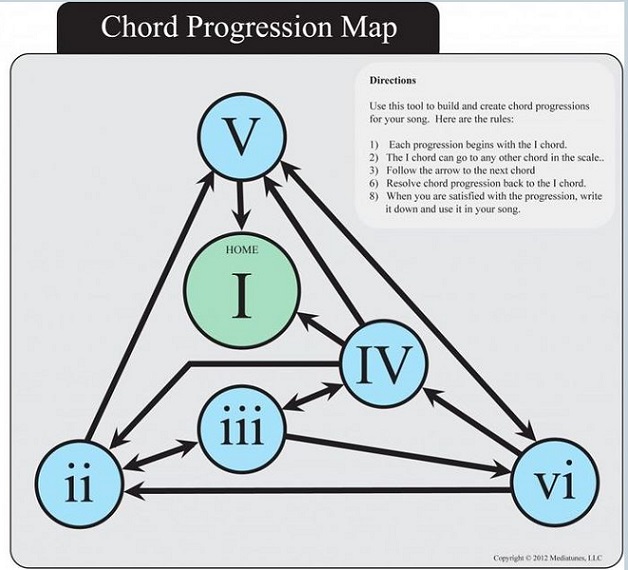 Chord Progression Map
Directions
Use this tool to build and create chord progressions
for your song. Here are the rules:
1) Each progression begins with the I chord.
2) The I chord can go to any other chord in the scale..
3) Follow the arrow to the next chord
6) Resolve chord progression back to the I chord.
8) When you are satisfied with the progression, write
it down and use it in your song.
V
HOME
I
IV
iii
ii
vi
Copyright © 2012 Mediatunes, LLC